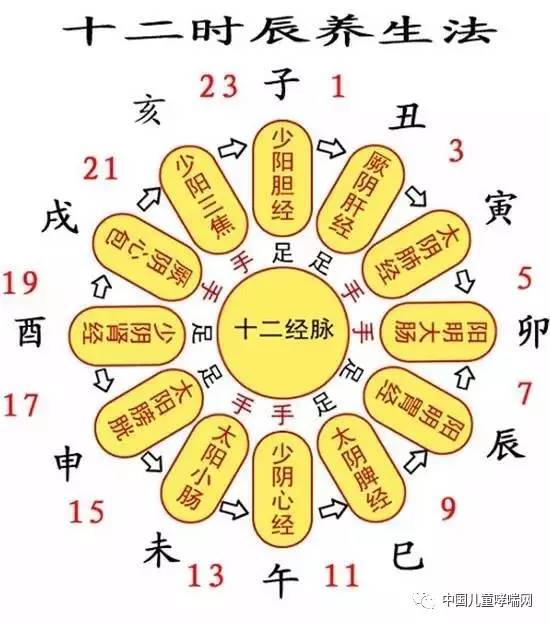 十二时辰养生法
子
1
丑
3
寅
5
卯
7
辰
9
巳
11
午
13
未
15
申
17
酉
19
戌
21
亥
23
少阳胆经
厥阴肝经
太阴肺经
阳明大肠
阳明胃经
太阴脾经
少阴心经
太阳小肠
太阳膀胱
少阴肾经
厥阴心包
少阳三焦
足
足
手
手
足
足
手
手
足
足
手
手
十二经脉
中国儿童哮喘网